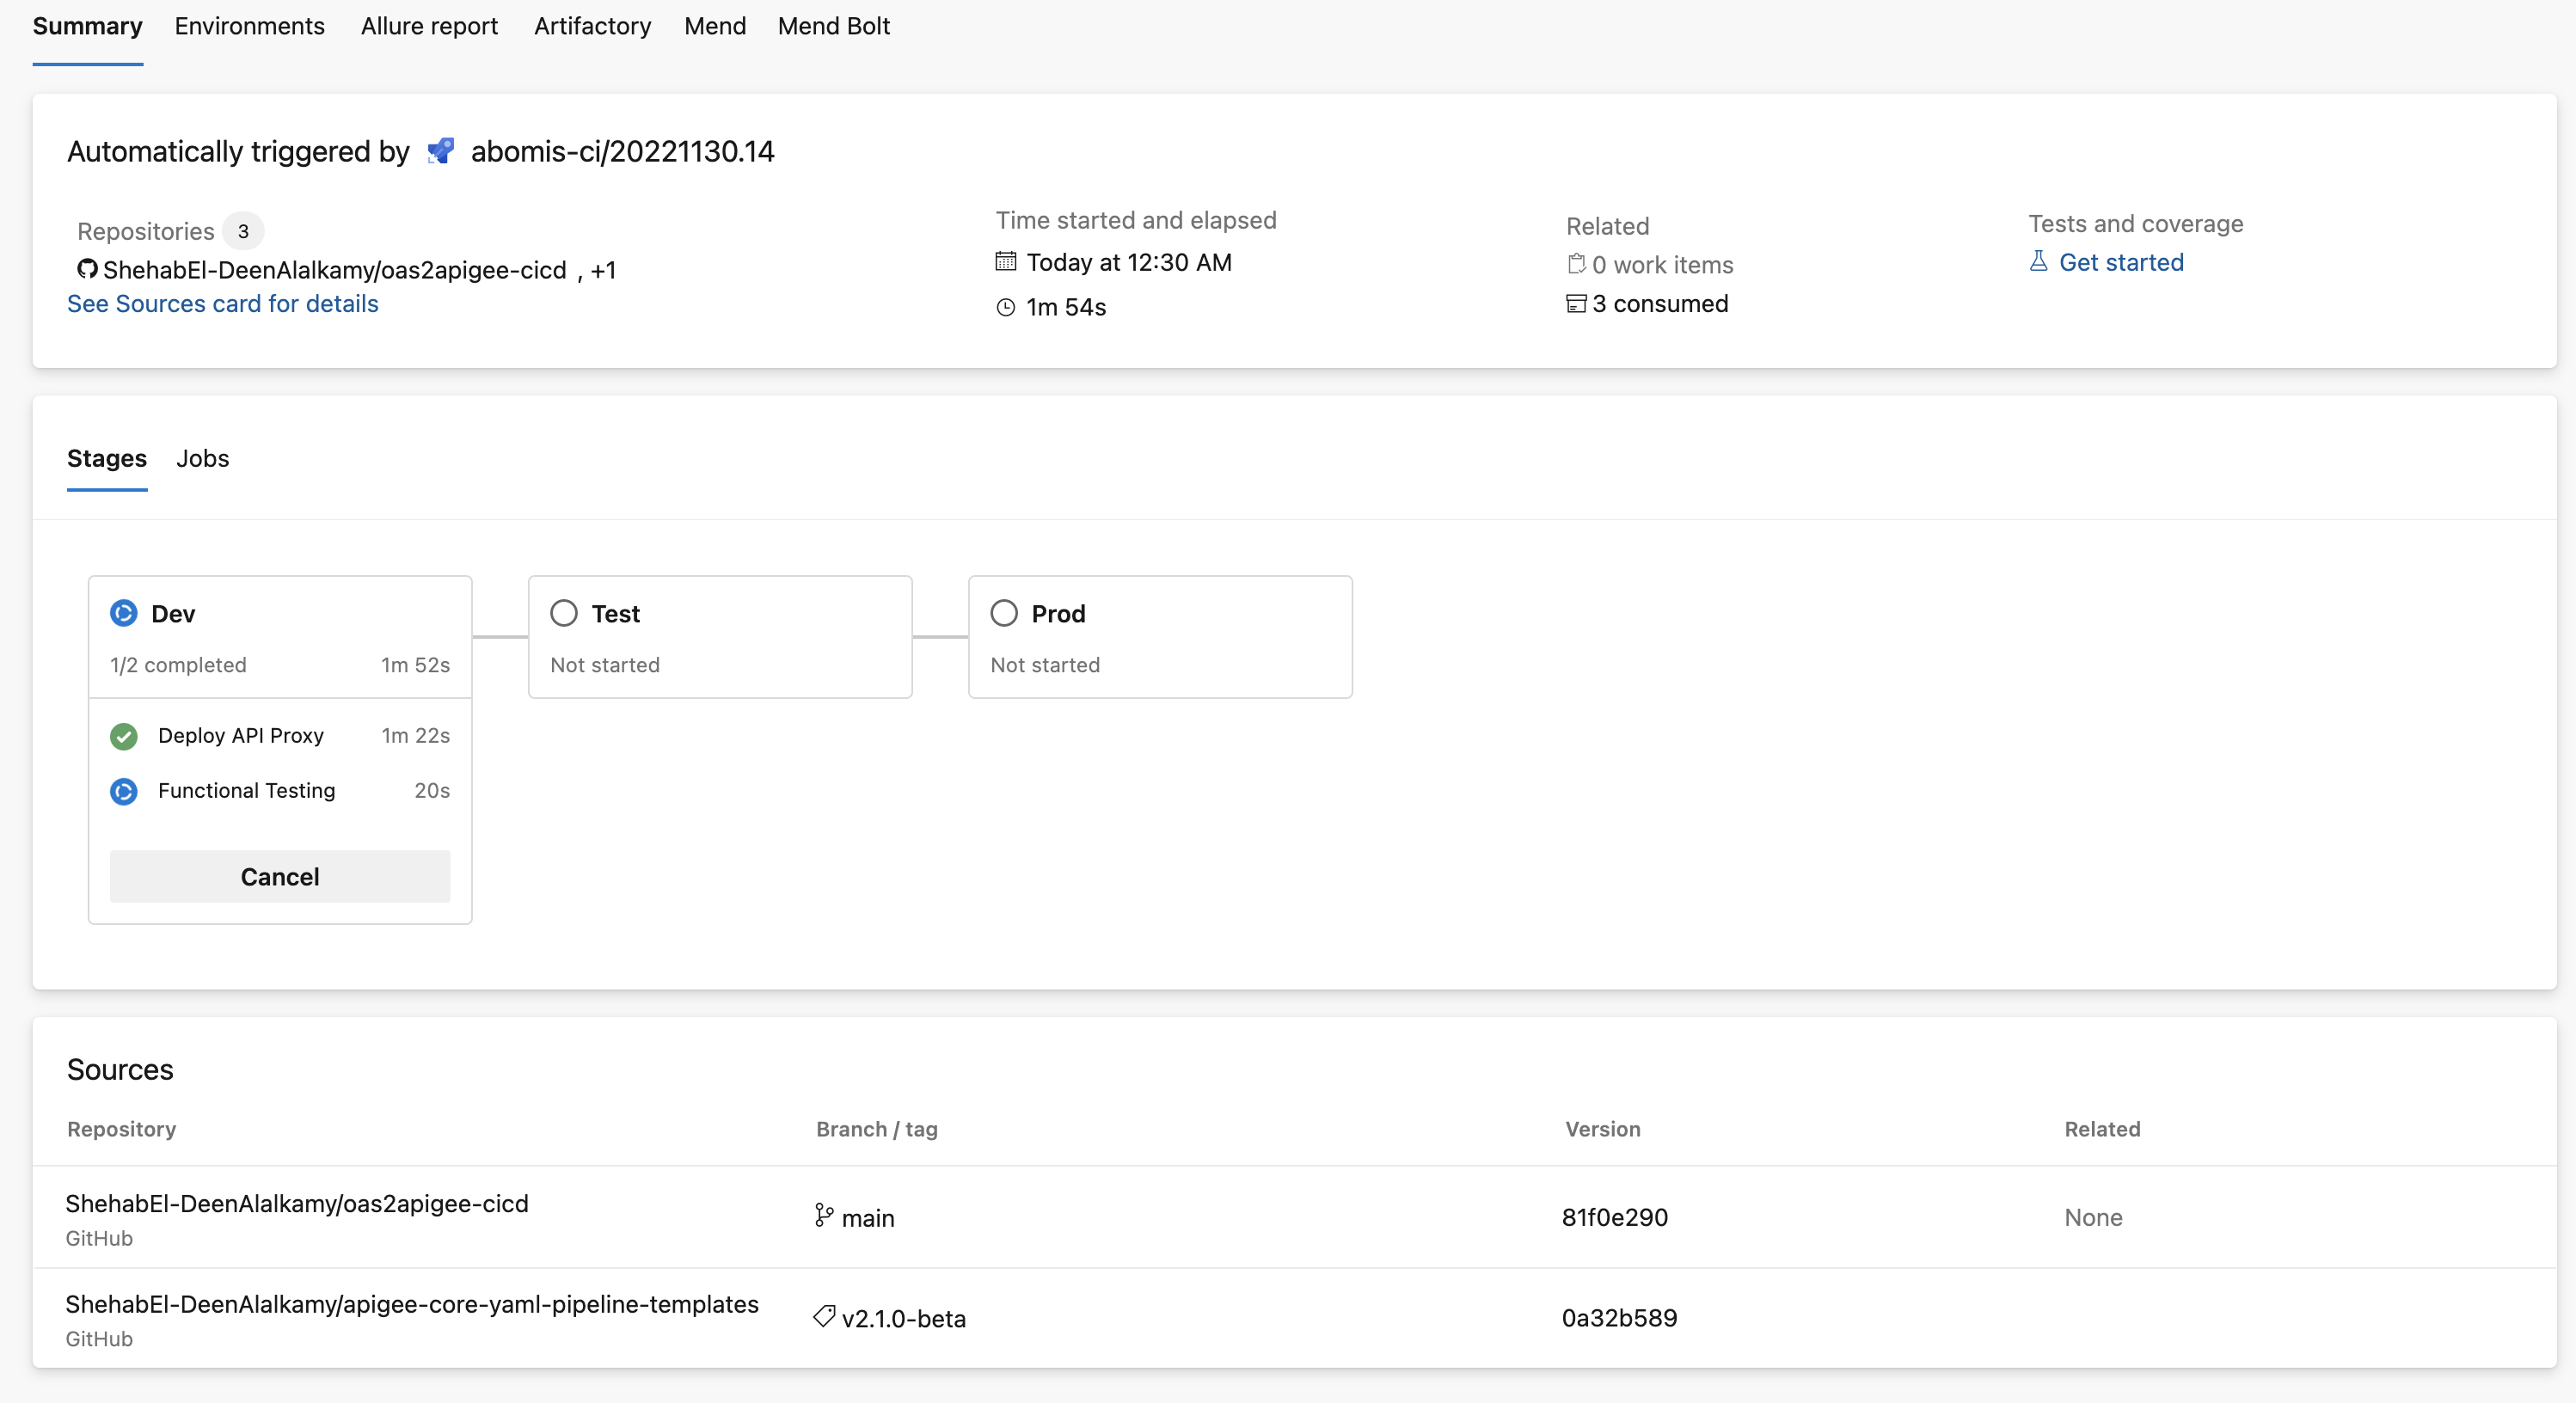 Summary Environments Allure report Artifactory Mend Mend Bolt
Automatically triggered by abomis-ci/20221130.14
Repositories 3
ShehabEl-DeenAlalkamy/oas2apigee-cicd , +1
See Sources card for details
Time started and elapsed
Today at 12:30 AM
1m 54s
Related
0 work items
3 consumed
Tests and coverage
Get started
Stages Jobs
Dev
1/2 completed 1m 52s
Deploy API Proxy 1m 22s
Functional Testing 20s
Cancel
Test
Not started
Prod
Not started
Sources
Repository Branch / tag Version Related
ShehabEl-DeenAlalkamy/oas2apigee-cicd
GitHub
main
81f0e290
None
ShehabEl-DeenAlalkamy/apigee-core-yaml-pipeline-templates
GitHub
v2.1.0-beta
0a32b589